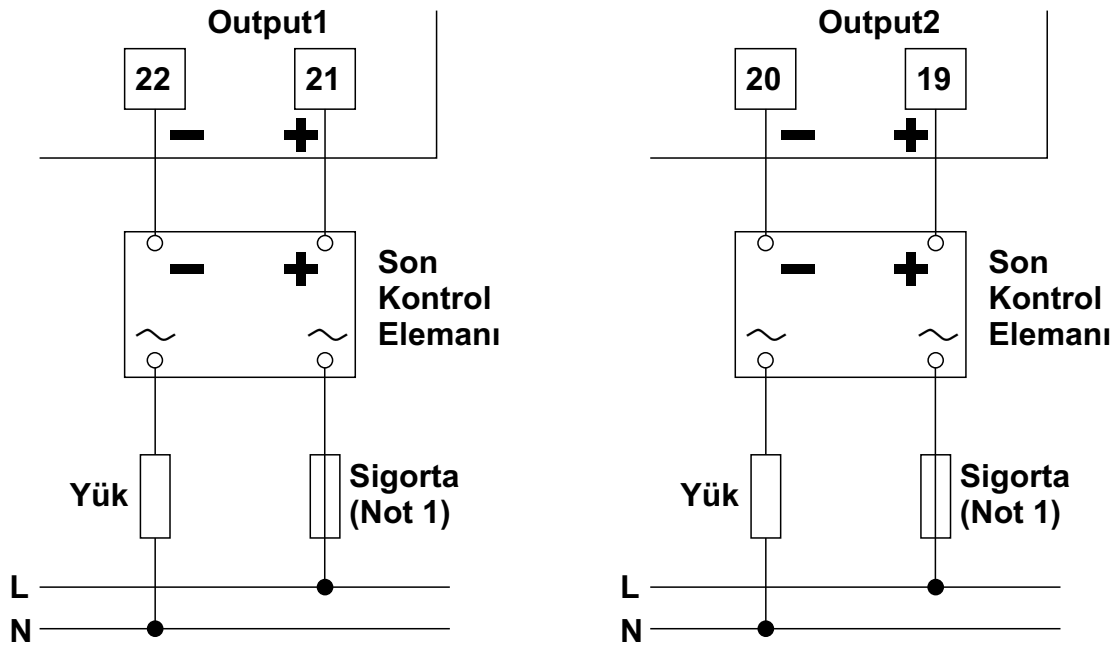 Output1
22
21
− +
− +
Son
Kontrol
Elemanı
~ ~
Yük
Sigorta
(Not 1)
L
N
Output2
20
19
− +
− +
Son
Kontrol
Elemanı
~ ~
Yük
Sigorta
(Not 1)
L
N